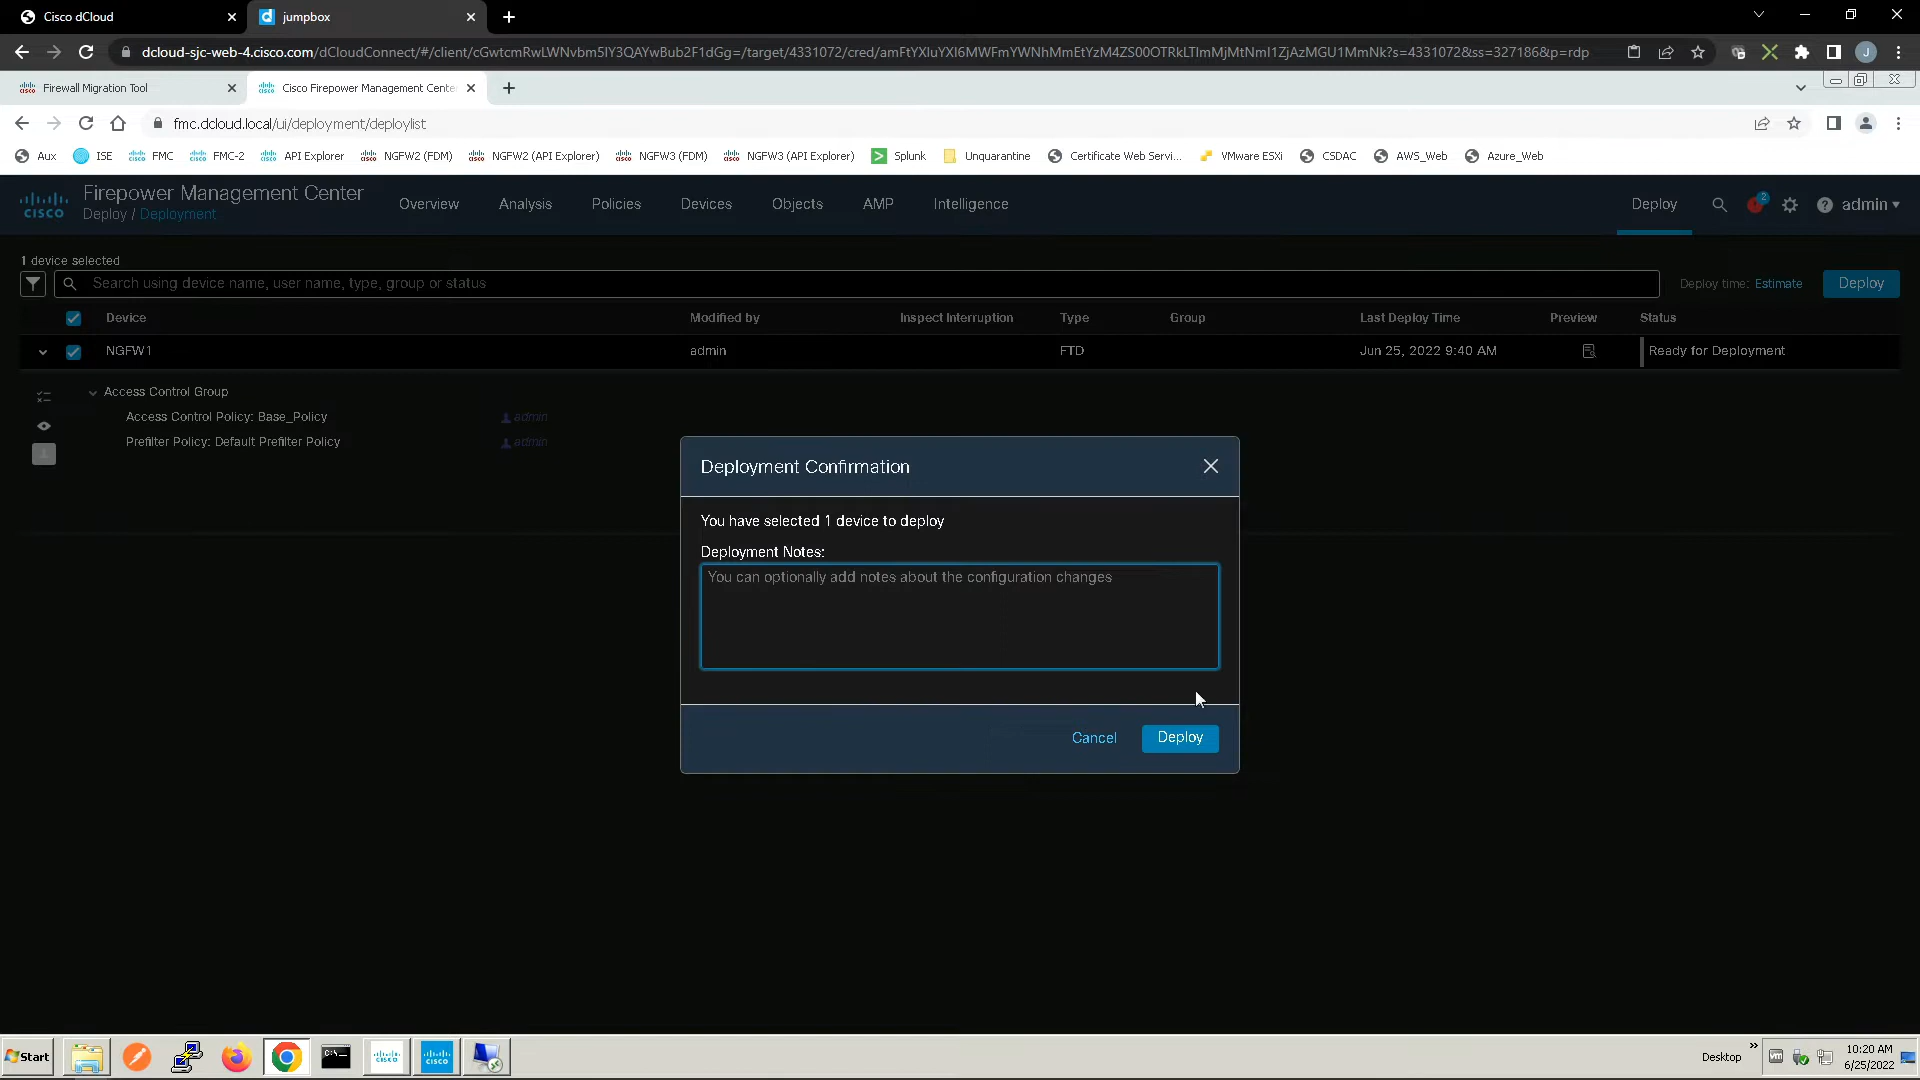 Cisco dCloud
jumpbox
dcloud-sjc-web-4.cisco.com/dCloudConnect/#/client/cGwtcmRwLWNvbm5lY3QAYwBub2F1dGg=/target/4331072/cred/amFtYXIuYXI6MWFmYWNhMmEtYzM4ZS00OTRkLTlmMjMtNmI1ZjAzMGU1MmNk?s=4331072&ss=327186&p=rdp
J
Firewall Migration Tool
Cisco Firepower Management Cente
fmc.dcloud.local/ui/deployment/deploylist
Aux
ISE
FMC
FMC-2
API Explorer
NGFW2 (FDM)
NGFW2 (API Explorer)
NGFW3 (FDM)
NGFW3 (API Explorer)
Splunk
Unquarantine
Certificate Web Servi...
VMware ESXi
CSDAC
AWS_Web
Azure_Web
CISCO
Firepower Management Center
Deploy / Deployment
Overview
Analysis
Policies
Devices
Objects
AMP
Intelligence
Deploy
2
admin
1 device selected
Search using device name, user name, type, group or status
Deploy time: Estimate
Deploy
Device
Modified by
Inspect Interruption
Type
Group
Last Deploy Time
Preview
Status
NGFW1
admin
FTD
Jun 25, 2022 9:40 AM
Ready for Deployment
Access Control Group
Access Control Policy: Base_Policy
admin
Prefilter Policy: Default Prefilter Policy
admin
Deployment Confirmation
You have selected 1 device to deploy
Deployment Notes:
You can optionally add notes about the configuration changes
Cancel
Deploy
Start
Desktop
10:20 AM
6/25/2022